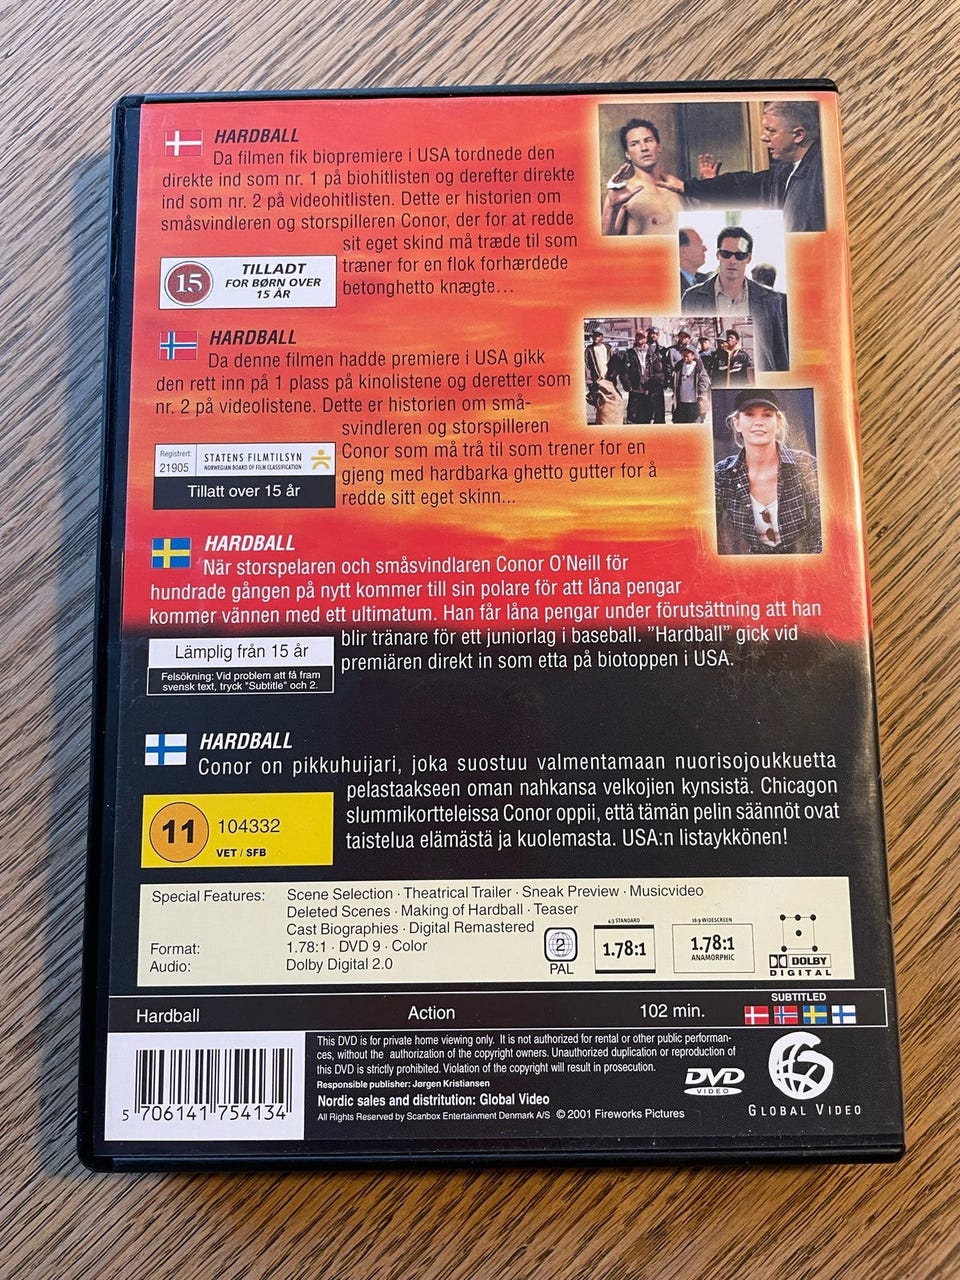 HARDBALL
Da filmen fik biopremiere i USA tordnede den
direkte ind som nr. 1 på biohitlisten og derefter direkte
ind som nr. 2 på videohitlisten. Dette er historien om
småsvindleren og storspilleren Conor, der for at redde
sit eget skind må træde til som
træner for en flok forhærdede
betonghetto knægte...
15
TILLADT
FOR BØRN OVER
15 ÅR
HARDBALL
Da denne filmen hadde premiere i USA gikk
den rett inn på 1 plass på kinolistene og deretter som
nr. 2 på videolistene. Dette er historien om små-
svindleren og storspilleren
Conor som må trå til som trener for en
gjeng med hardbarka ghetto gutter for å
redde sitt eget skinn...
Registrert:
21905
STATENS FILMTILSYN
NORWEGIAN BOARD OF FILM CLASSIFICATION
Tillatt over 15 år
HARDBALL
När storspelaren och småsvindlaren Conor O'Neill för
hundrade gången på nytt kommer till sin polare för att låna pengar
kommer vännen med ett ultimatum. Han får låna pengar under förutsättning att han
blir tränare för ett juniorlag i baseball. "Hardball" gick vid
premiären direkt in som etta på biotoppen i USA.
Lämplig från 15 år
Felsökning: Vid problem att få fram
svensk text, tryck "Subtitle" och 2.
HARDBALL
Conor on pikkuhuijari, joka suostuu valmentamaan nuorisojoukkuetta
pelastaakseen oman nahkansa velkojien kynsistä. Chicagon
slummikortteleissa Conor oppii, että tämän pelin säännöt ovat
taistelua elämästä ja kuolemasta. USA:n listaykkönen!
11
104332
VET / SFB
Special Features: Scene Selection · Theatrical Trailer · Sneak Preview · Musicvideo
Deleted Scenes · Making of Hardball · Teaser
Cast Biographies · Digital Remastered
Format: 1.78:1 · DVD 9 · Color
Audio: Dolby Digital 2.0
2
PAL
4:3 STANDARD
1.78:1
16:9 WIDESCREEN
1.78:1
ANAMORPHIC
DOLBY
DIGITAL
Hardball Action 102 min.
SUBTITLED
5 706141 754134
This DVD is for private home viewing only. It is not authorized for rental or other public performan-
ces, without the authorization of the copyright owners. Unauthorized duplication or reproduction of
this DVD is strictly prohibited. Violation of the copyright will result in prosecution.
Responsible publisher: Jørgen Kristiansen
Nordic sales and distritution: Global Video
All Rights Reserved by Scanbox Entertainment Denmark A/S © 2001 Fireworks Pictures
DVD
VIDEO
GLOBAL VIDEO